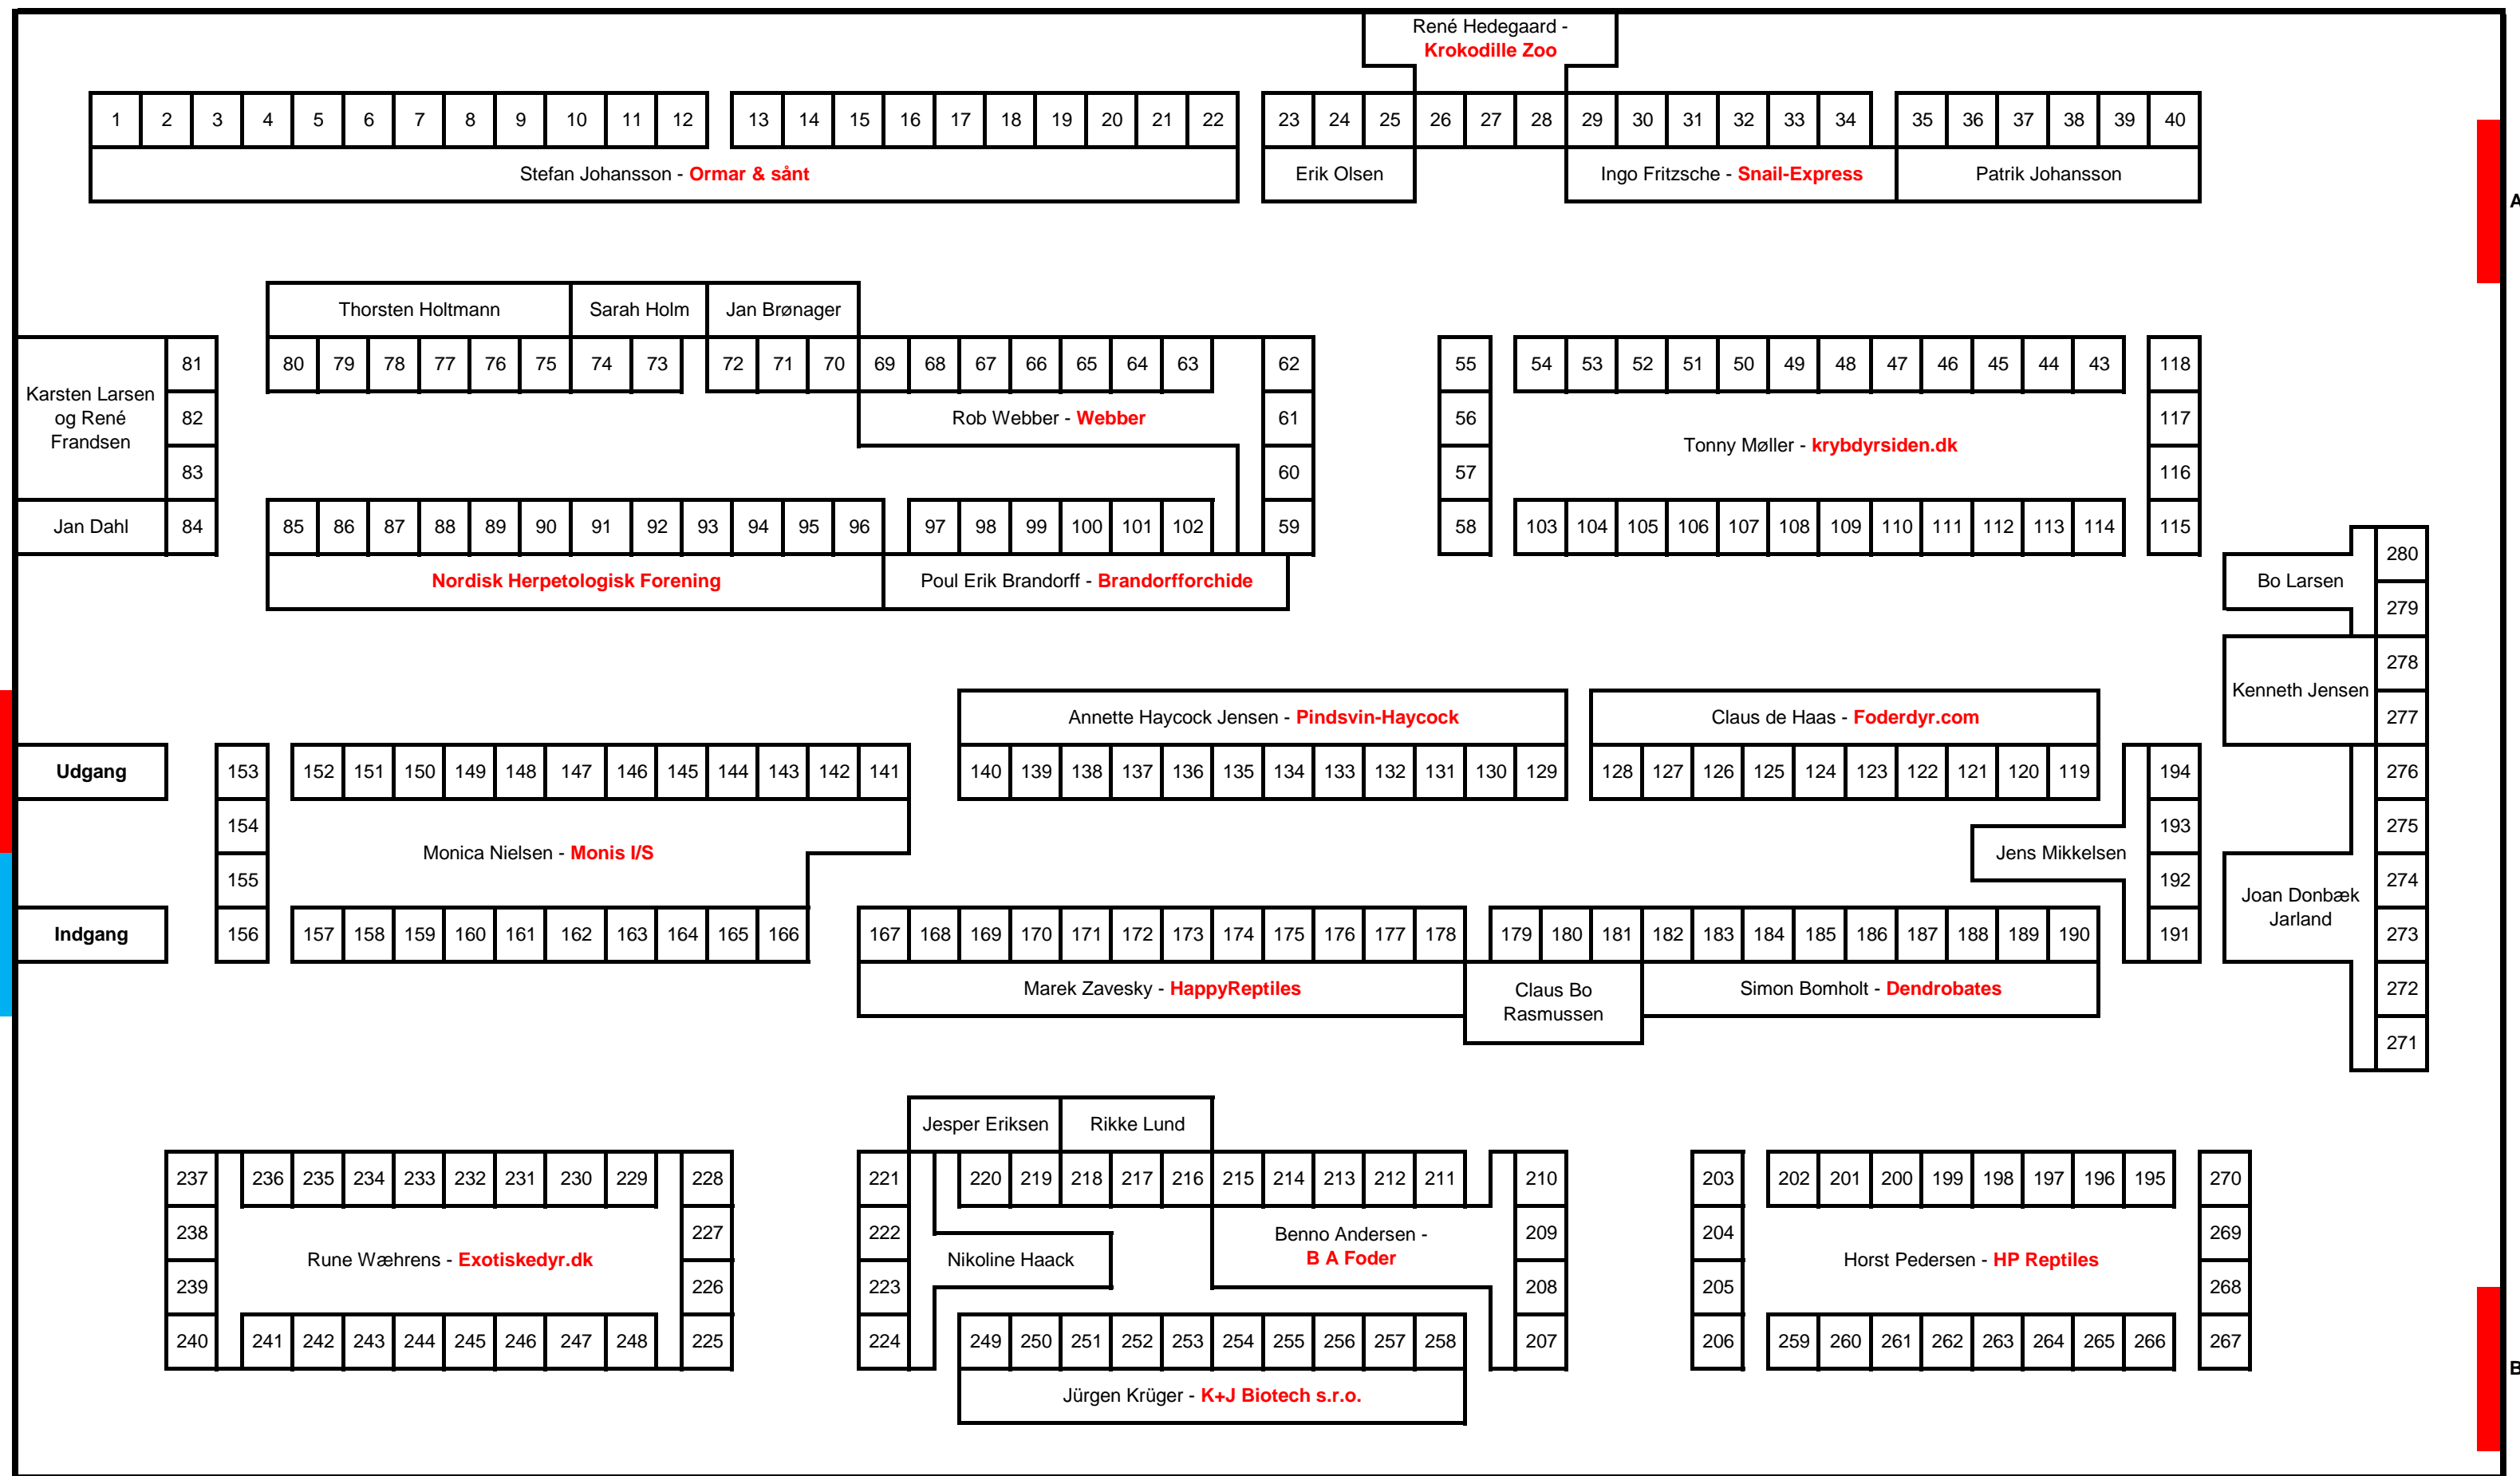 René Hedegaard -
Krokodille Zoo
1 2 3 4 5 6 7 8 9 10 11 12 13 14 15 16 17 18 19 20 21 22 23 24 25 26 27 28 29 30 31 32 33 34 35 36 37 38 39 40
Stefan Johansson - Ormar & sånt Erik Olsen Ingo Fritzsche - Snail-Express Patrik Johansson
A
Thorsten Holtmann Sarah Holm Jan Brønager
81 80 79 78 77 76 75 74 73 72 71 70 69 68 67 66 65 64 63 62 55 54 53 52 51 50 49 48 47 46 45 44 43 118
Karsten Larsen
og René
Frandsen
82 Rob Webber - Webber 61 56 117
Tonny Møller - krybdyrsiden.dk
83 60 57 116
Jan Dahl 84 85 86 87 88 89 90 91 92 93 94 95 96 97 98 99 100 101 102 59 58 103 104 105 106 107 108 109 110 111 112 113 114 115
280
Nordisk Herpetologisk Forening Poul Erik Brandorff - Brandorfforchide Bo Larsen
279
278
Kenneth Jensen
Annette Haycock Jensen - Pindsvin-Haycock Claus de Haas - Foderdyr.com 277
Udgang 153 152 151 150 149 148 147 146 145 144 143 142 141 140 139 138 137 136 135 134 133 132 131 130 129 128 127 126 125 124 123 122 121 120 119 194 276
154 193 275
Monica Nielsen - Monis I/S Jens Mikkelsen
155 192 274
Joan Donbæk
Jarland
Indgang 156 157 158 159 160 161 162 163 164 165 166 167 168 169 170 171 172 173 174 175 176 177 178 179 180 181 182 183 184 185 186 187 188 189 190 191 273
Marek Zavesky - HappyReptiles Claus Bo
Rasmussen
Simon Bomholt - Dendrobates 272
271
Jesper Eriksen Rikke Lund
237 236 235 234 233 232 231 230 229 228 221 220 219 218 217 216 215 214 213 212 211 210 203 202 201 200 199 198 197 196 195 270
238 227 222 209 204 269
Rune Wæhrens - Exotiskedyr.dk Nikoline Haack Benno Andersen -
B A Foder
Horst Pedersen - HP Reptiles
239 226 223 208 205 268
240 241 242 243 244 245 246 247 248 225 224 249 250 251 252 253 254 255 256 257 258 207 206 259 260 261 262 263 264 265 266 267
B
Jürgen Krüger - K+J Biotech s.r.o.